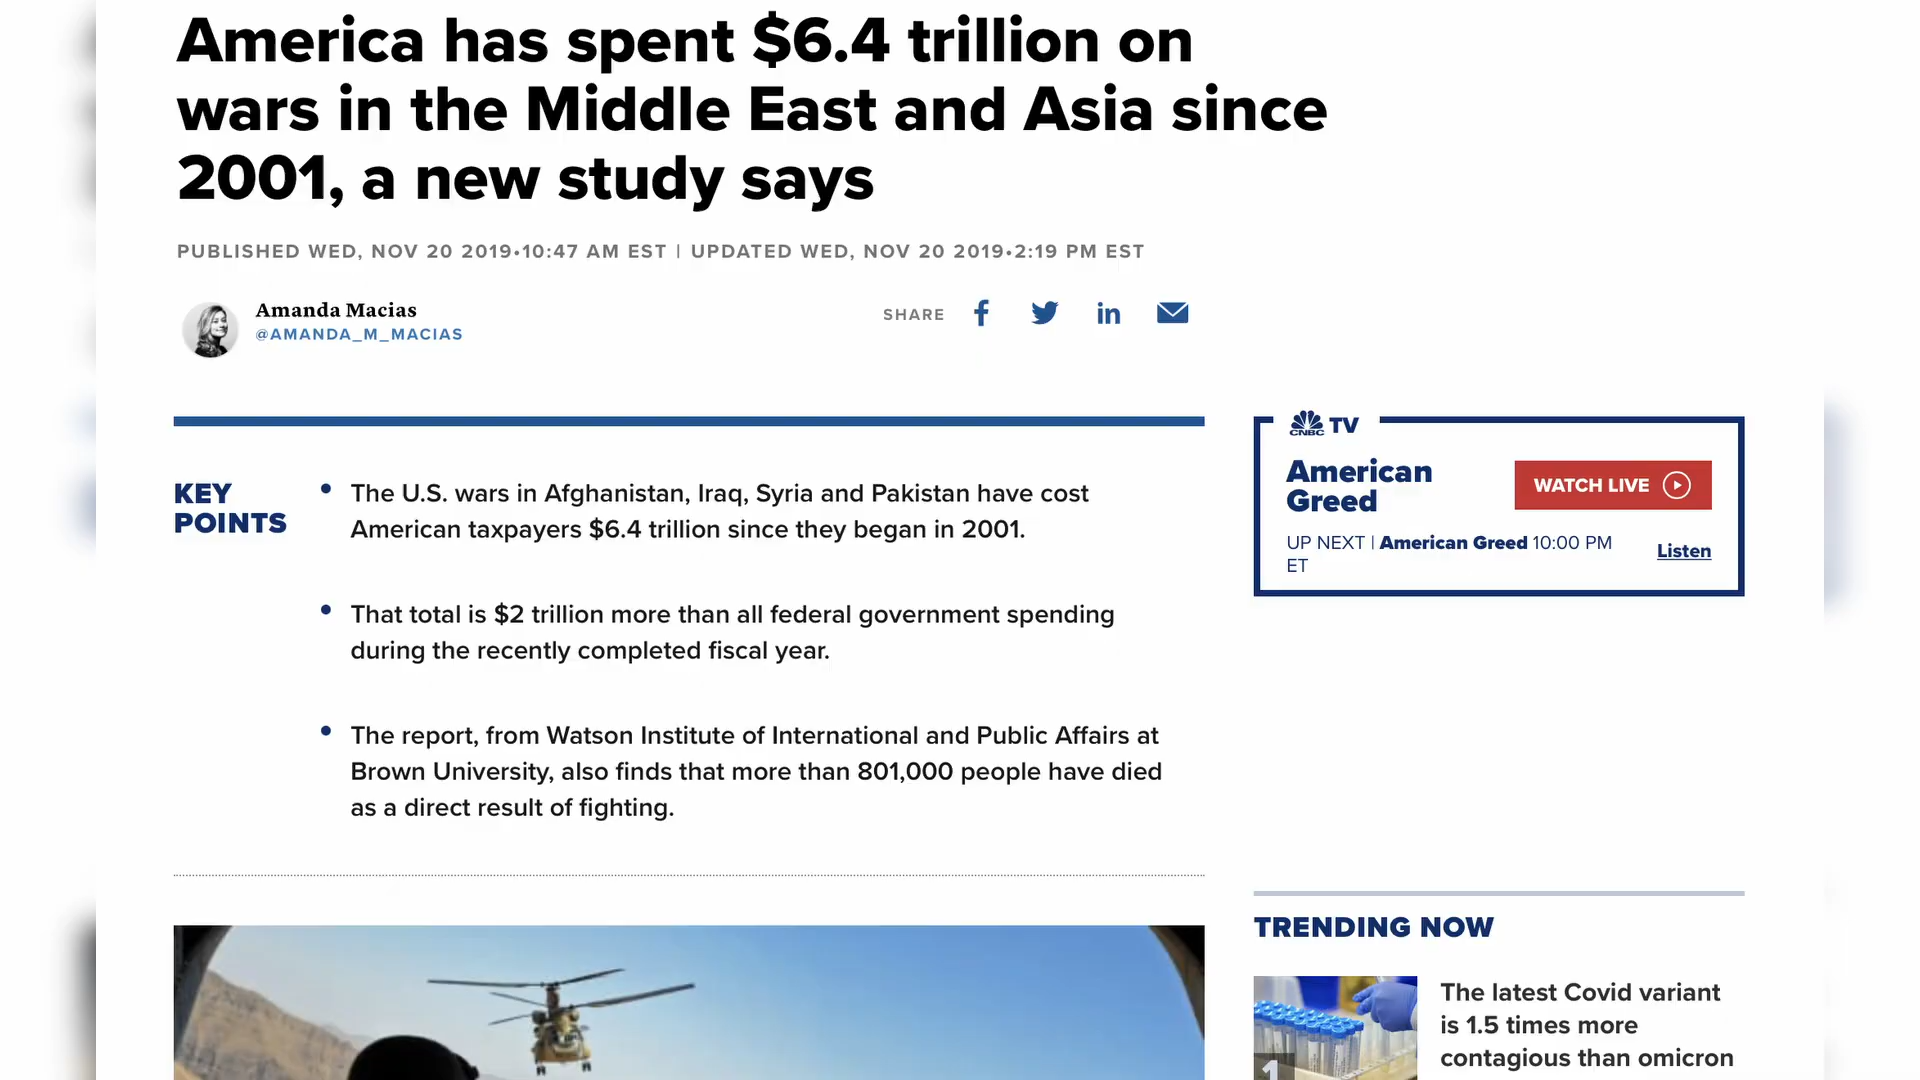 America has spent $6.4 trillion on
wars in the Middle East and Asia since
2001, a new study says
PUBLISHED WED, NOV 20 2019•10:47 AM EST | UPDATED WED, NOV 20 2019•2:19 PM EST
Amanda Macias
@AMANDA_M_MACIAS
SHARE
KEY
POINTS
• The U.S. wars in Afghanistan, Iraq, Syria and Pakistan have cost
American taxpayers $6.4 trillion since they began in 2001.
• That total is $2 trillion more than all federal government spending
during the recently completed fiscal year.
• The report, from Watson Institute of International and Public Affairs at
Brown University, also finds that more than 801,000 people have died
as a direct result of fighting.
CNBC TV
American
Greed
WATCH LIVE
UP NEXT | American Greed 10:00 PM
ET
Listen
TRENDING NOW
1
The latest Covid variant
is 1.5 times more
contagious than omicron